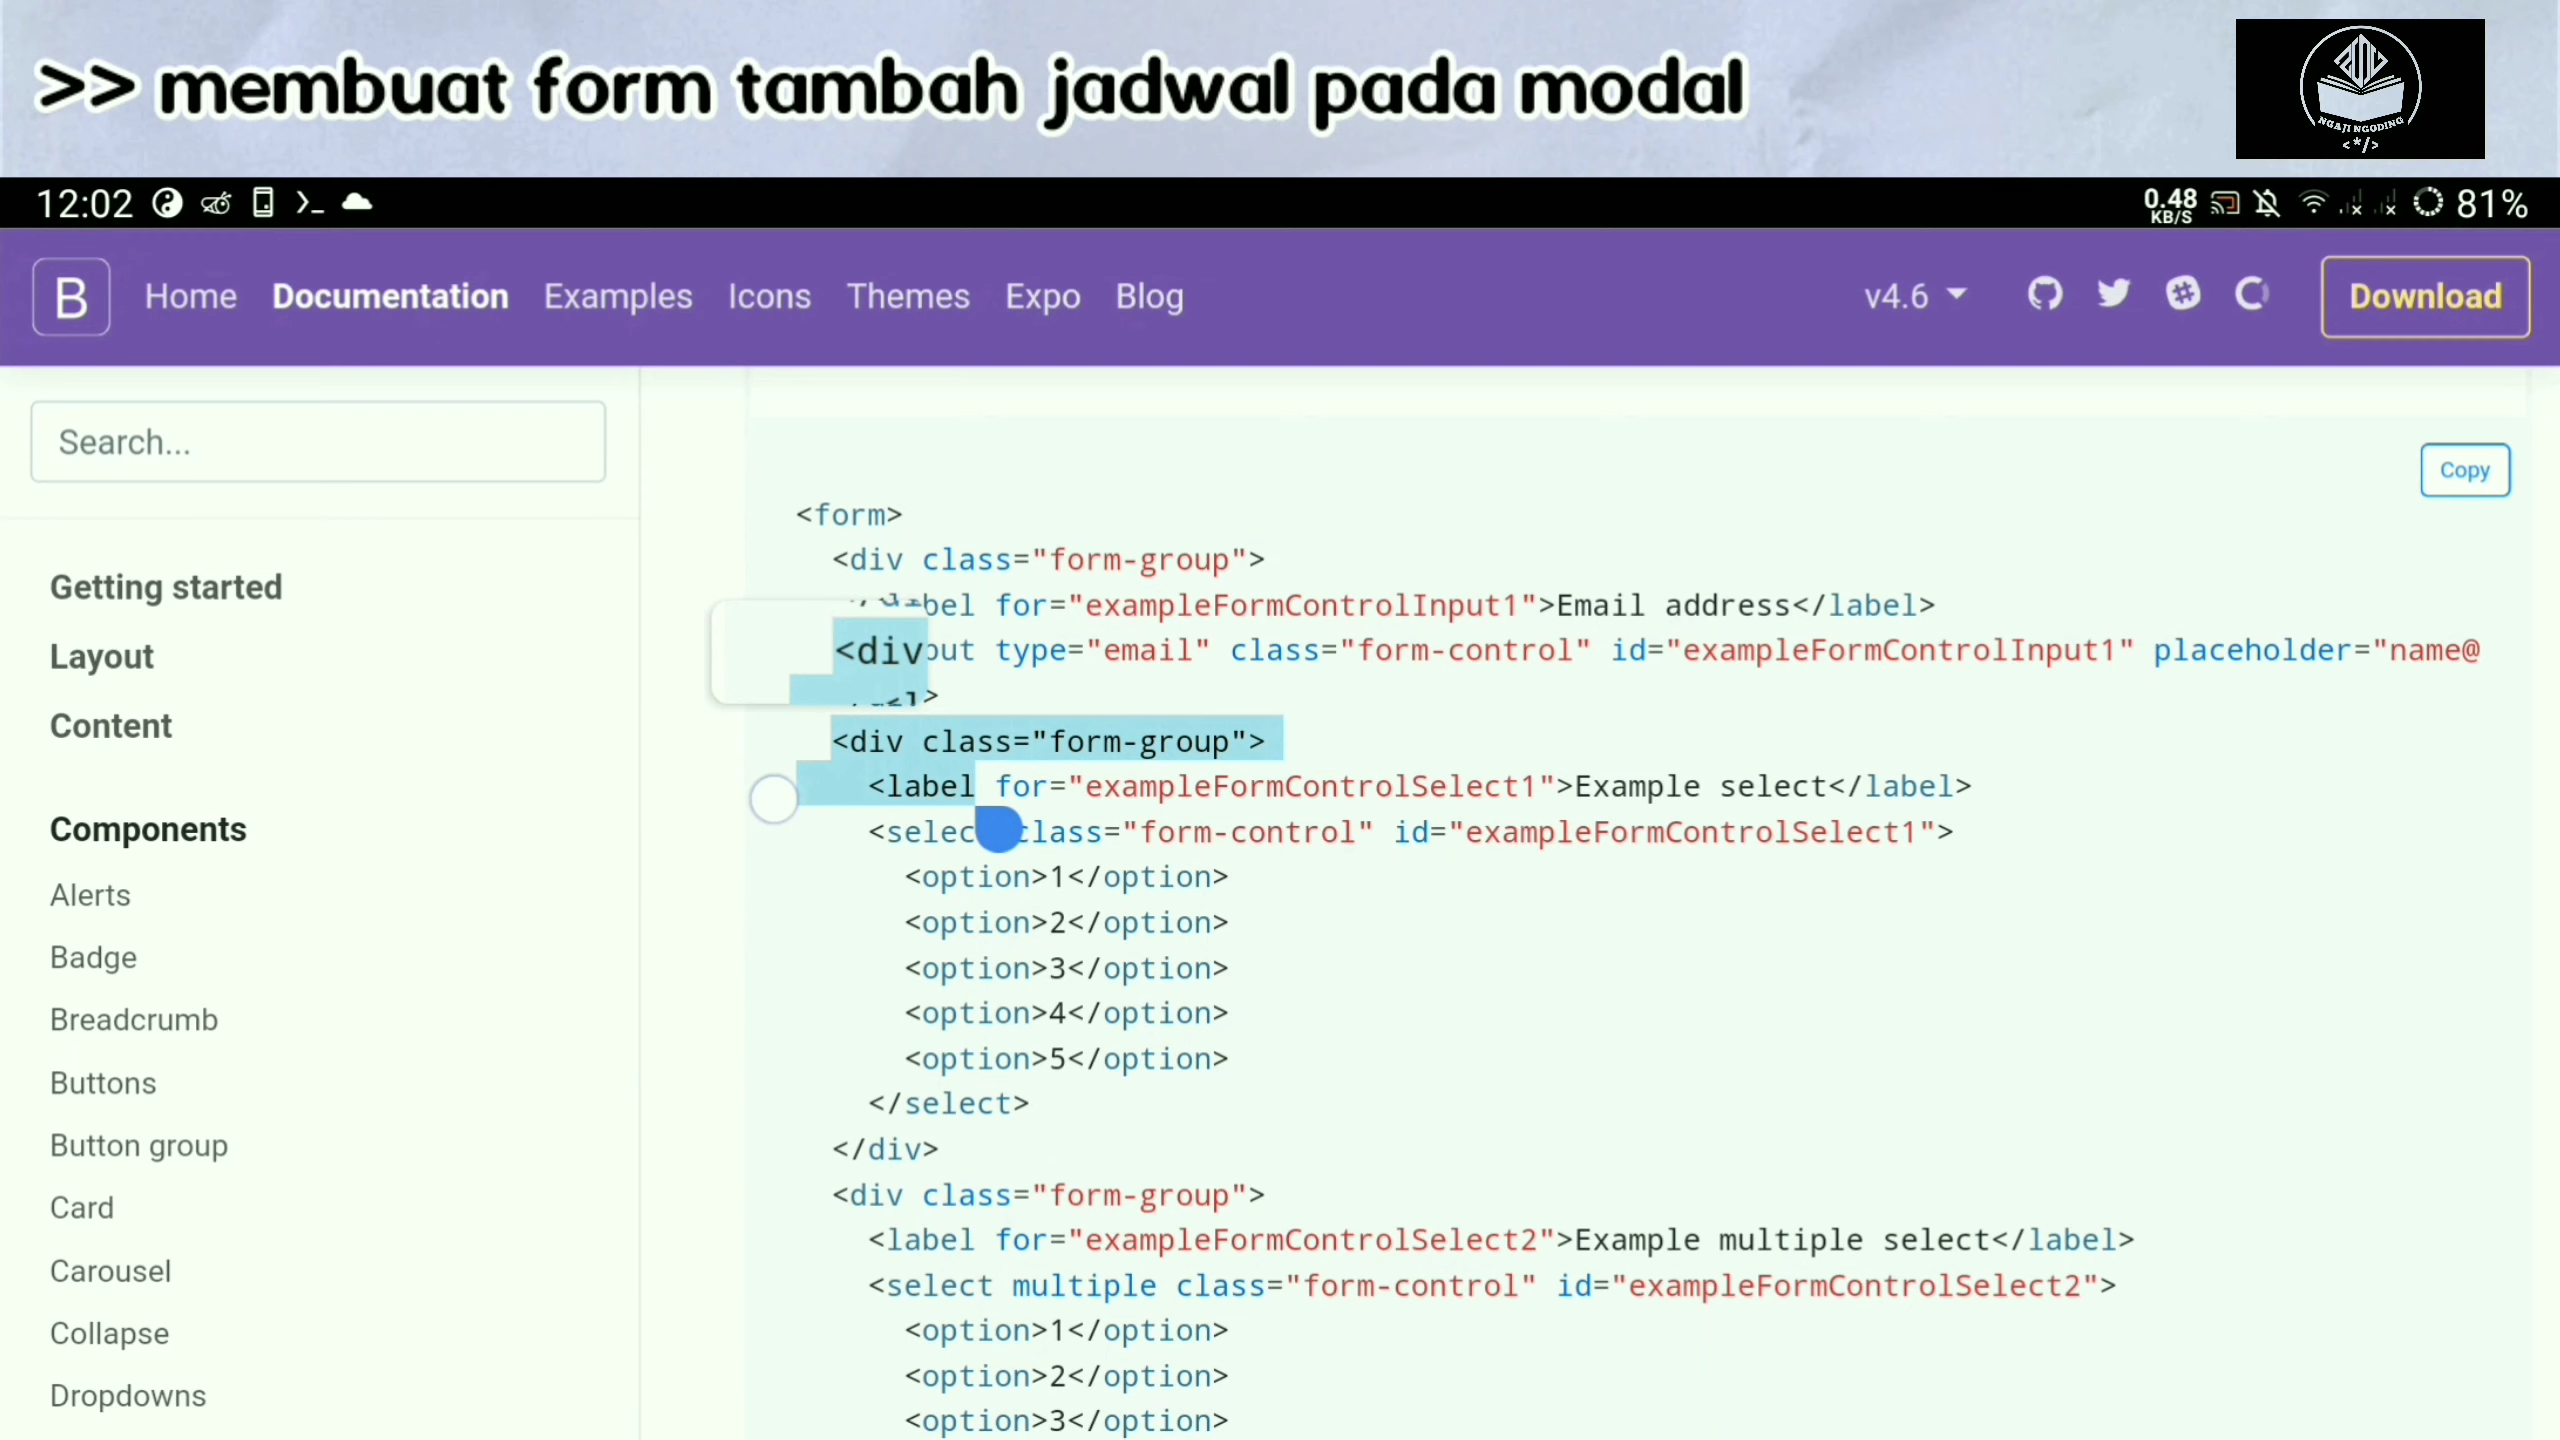 >> membuat form tambah jadwal pada modal
NGAJI NGODING
<*/>
12:02
0.48
KB/S
81%
B Home Documentation Examples Icons Themes Expo Blog
v4.6
Download
Search...
Getting started
Layout
Content
Components
Alerts
Badge
Breadcrumb
Buttons
Button group
Card
Carousel
Collapse
Dropdowns
Copy
<form>
<div class="form-group">
bel for="exampleFormControlInput1">Email address</label>
<div
put type="email" class="form-control" id="exampleFormControlInput1" placeholder="name@
<div class="form-group">
<label for="exampleFormControlSelect1">Example select</label>
<selec class="form-control" id="exampleFormControlSelect1">
<option>1</option>
<option>2</option>
<option>3</option>
<option>4</option>
<option>5</option>
</select>
</div>
<div class="form-group">
<label for="exampleFormControlSelect2">Example multiple select</label>
<select multiple class="form-control" id="exampleFormControlSelect2">
<option>1</option>
<option>2</option>
<option>3</option>